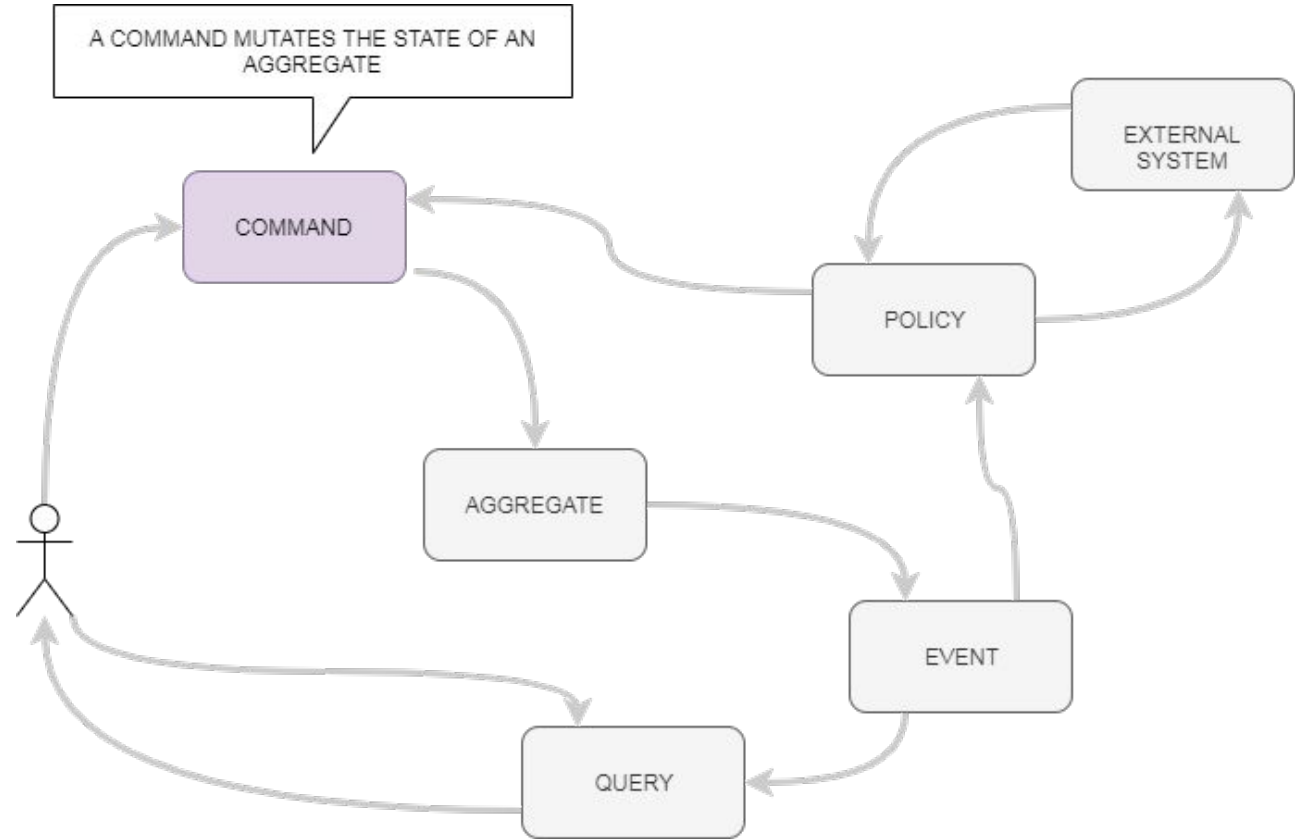 A COMMAND MUTATES THE STATE OF AN
AGGREGATE
EXTERNAL
SYSTEM
COMMAND
POLICY
AGGREGATE
EVENT
QUERY